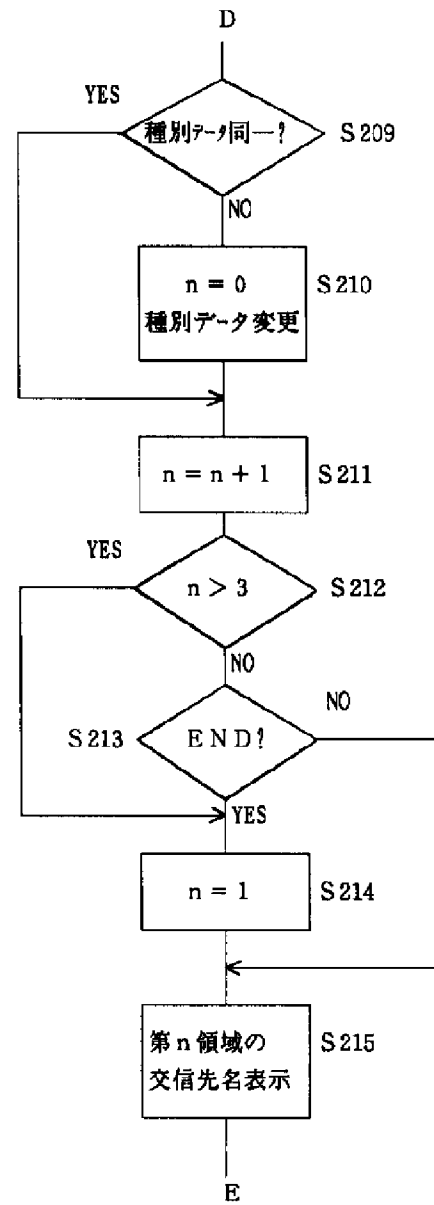 D
YES
種別データ同一?
S209
NO
n = 0
種別データ変更
S210
n = n + 1
S211
YES
n > 3
S212
NO
NO
S213
END?
YES
n = 1
S214
第n領域の
交信先名表示
S215
E